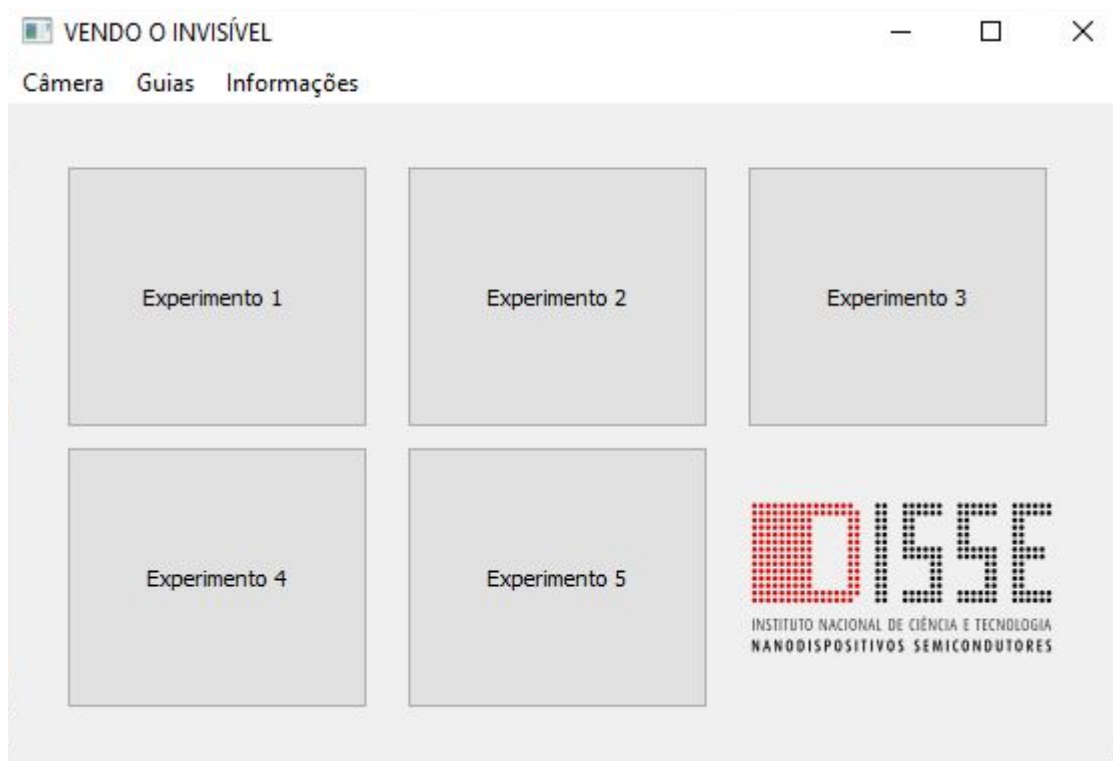 VENDO O INVISÍVEL
Câmera Guias Informações
Experimento 1 Experimento 2 Experimento 3
Experimento 4 Experimento 5
DISSE
INSTITUTO NACIONAL DE CIÊNCIA E TECNOLOGIA
NANODISPOSITIVOS SEMICONDUTORES